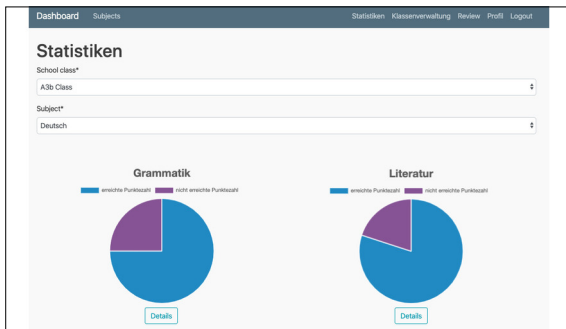 Dashboard Subjects Statistiken Klassenverwaltung Review Profil Logout
Statistiken
School class*
A3b Class
Subject*
Deutsch
Grammatik
erreichte Punktezahl nicht erreichte Punktezahl
Details
Literatur
erreichte Punktezahl nicht erreichte Punktezahl
Details